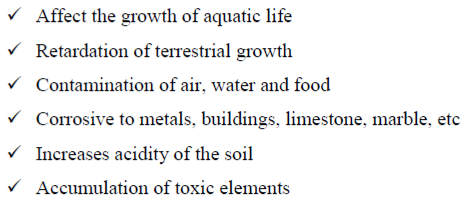 ✓ Affect the growth of aquatic life
✓ Retardation of terrestrial growth
✓ Contamination of air, water and food
✓ Corrosive to metals, buildings, limestone, marble, etc
✓ Increases acidity of the soil
✓ Accumulation of toxic elements